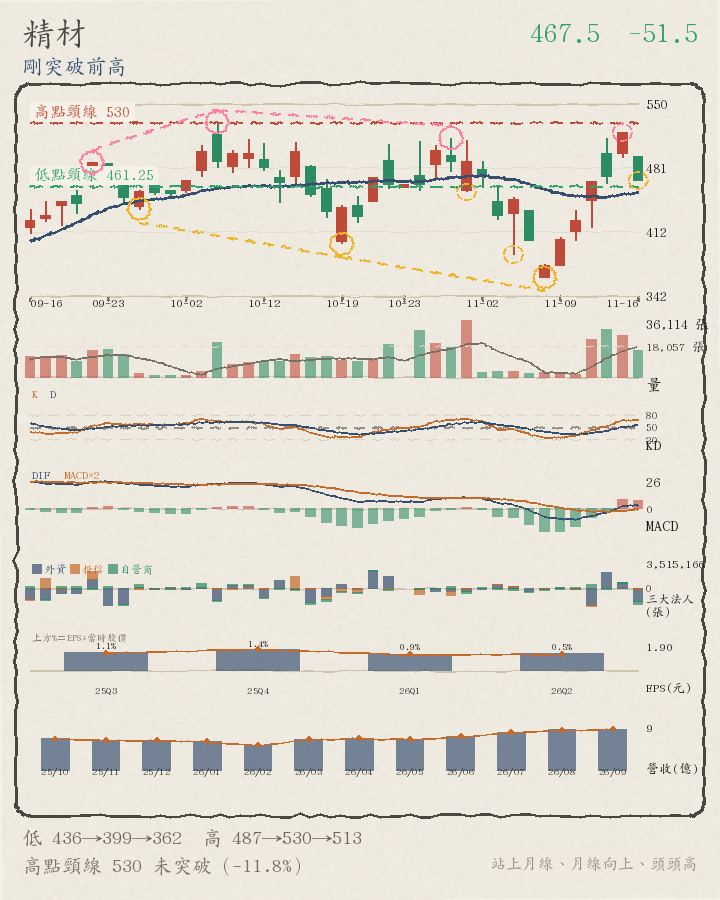 精材
467.5 -51.5
剛突破前高
高點頸線 530
550
低點頸線 461.25
481
412
342
09-16 09-23 10-02 10-12 10-19 10-23 11-02 11-09 11-16
36,114 張
18,057 張
量
K D
80
50
20
KD
DIF MACD×2
26
0
MACD
外資 投信 自營商
3,515,166
0
三大法人
(張)
上方%=EPS÷當時股價
1.1% 1.4% 0.9% 0.5%
1.90
25Q3 25Q4 26Q1 26Q2
EPS(元)
9
25/10 25/11 25/12 26/01 26/02 26/03 26/04 26/05 26/06 26/07 26/08 26/09
營收(億)
低 436→399→362 高 487→530→513
高點頸線 530 未突破 (-11.8%)
站上月線、月線向上、頭頭高